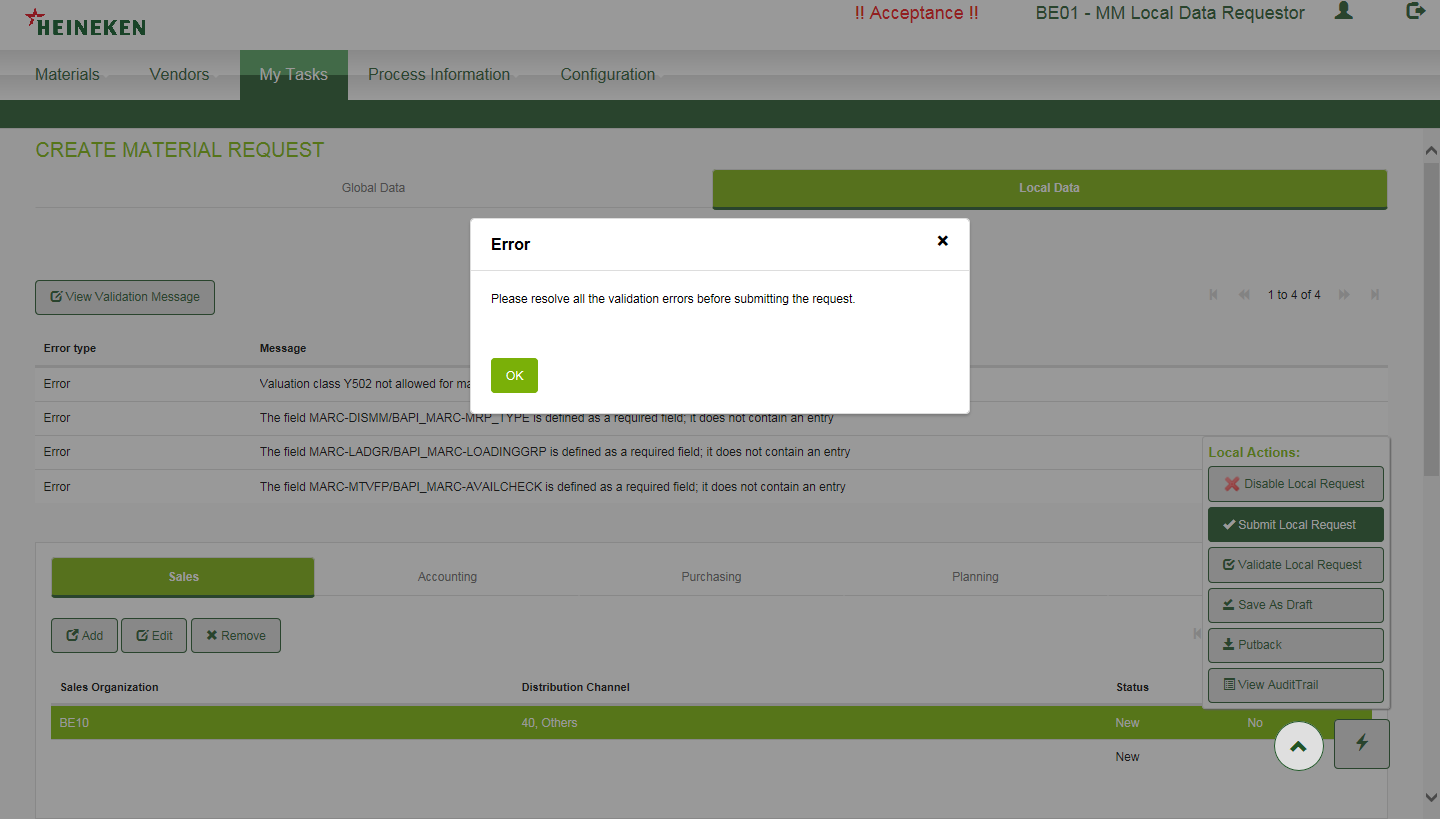 HEINEKEN
!! Acceptance !!
BE01 - MM Local Data Requestor
Materials
Vendors
My Tasks
Process Information
Configuration
CREATE MATERIAL REQUEST
Global Data
Local Data
Error
Please resolve all the validation errors before submitting the request.
OK
View Validation Message
1 to 4 of 4
Error type Message
Error Valuation class Y502 not allowed for
Error The field MARC-DISMM/BAPI_MARC-MRP_TYPE is defined as a required field; it does not contain an entry
Error The field MARC-LADGR/BAPI_MARC-LOADINGGRP is defined as a required field; it does not contain an entry
Error The field MARC-MTVFP/BAPI_MARC-AVAILCHECK is defined as a required field; it does not contain an entry
Local Actions:
Disable Local Request
Submit Local Request
Validate Local Request
Save As Draft
Putback
View AuditTrail
Sales
Accounting
Purchasing
Planning
Add
Edit
Remove
Sales Organization Distribution Channel Status
BE10 40, Others New No
New